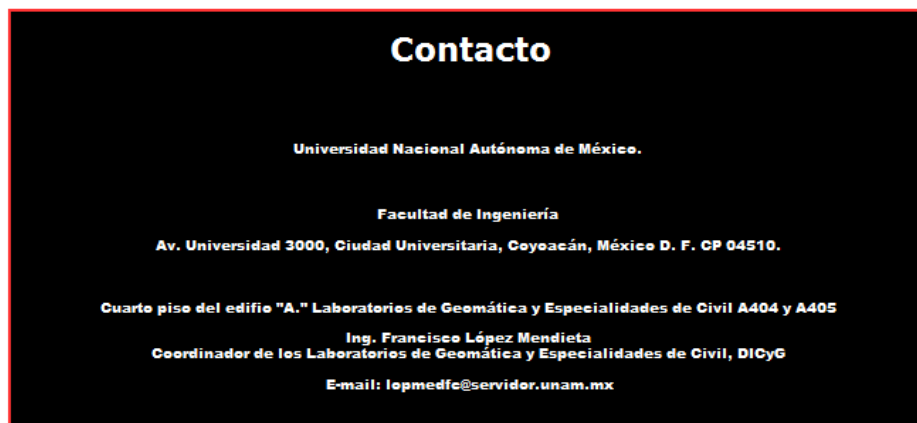 Contacto
Universidad Nacional Autónoma de México.
Facultad de Ingeniería
Av. Universidad 3000, Ciudad Universitaria, Coyoacán, México D. F. CP 04510.
Cuarto piso del edifio "A." Laboratorios de Geomática y Especialidades de Civil A404 y A405
Ing. Francisco López Mendieta
Coordinador de los Laboratorios de Geomática y Especialidades de Civil, DICyG
E-mail: lopmedfc@servidor.unam.mx